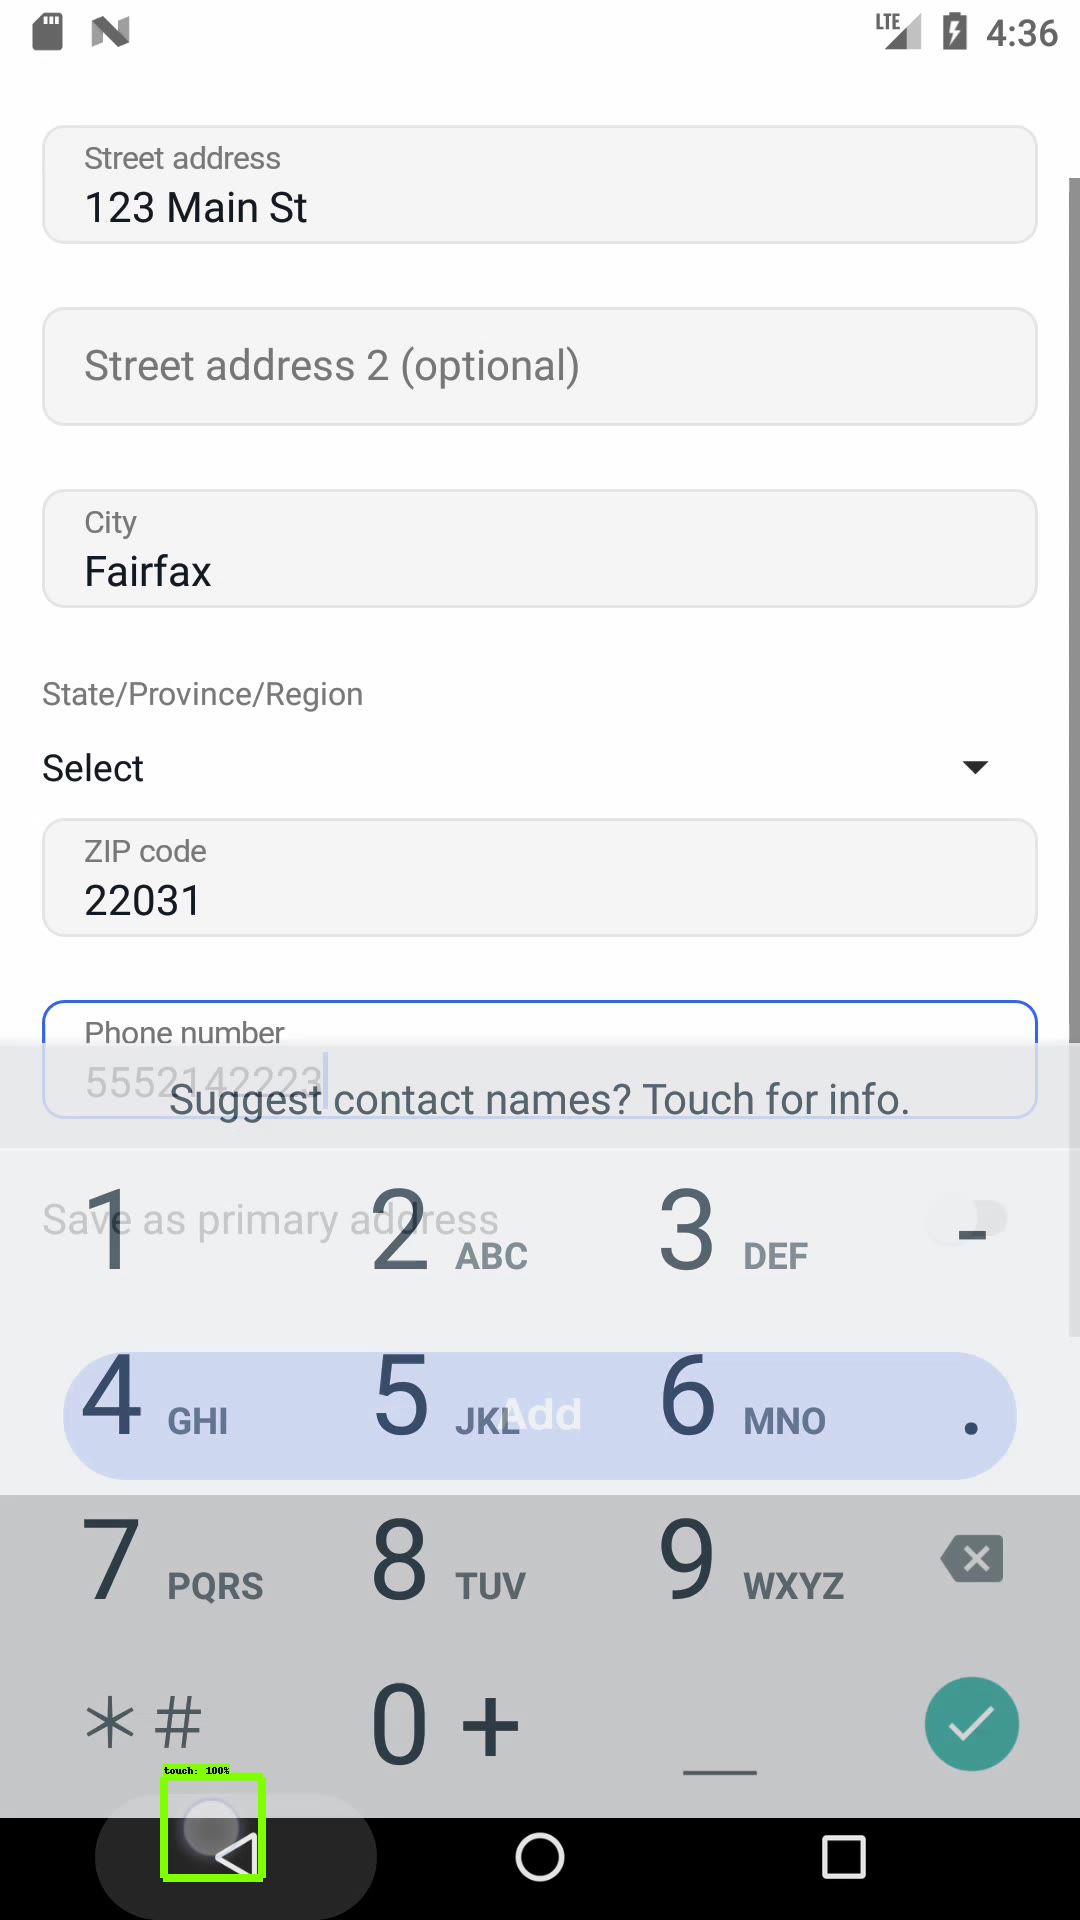 LTE 4:36
Street address
123 Main St
Street address 2 (optional)
City
Fairfax
State/Province/Region
Select
ZIP code
22031
Phone number
5552142223
Suggest contact names? Touch for info.
Save as primary address
1 2 ABC 3 DEF -
4 GHI 5 JKL 6 MNO .
Add
7 PQRS 8 TUV 9 WXYZ
* # 0 + _
touch: 100%